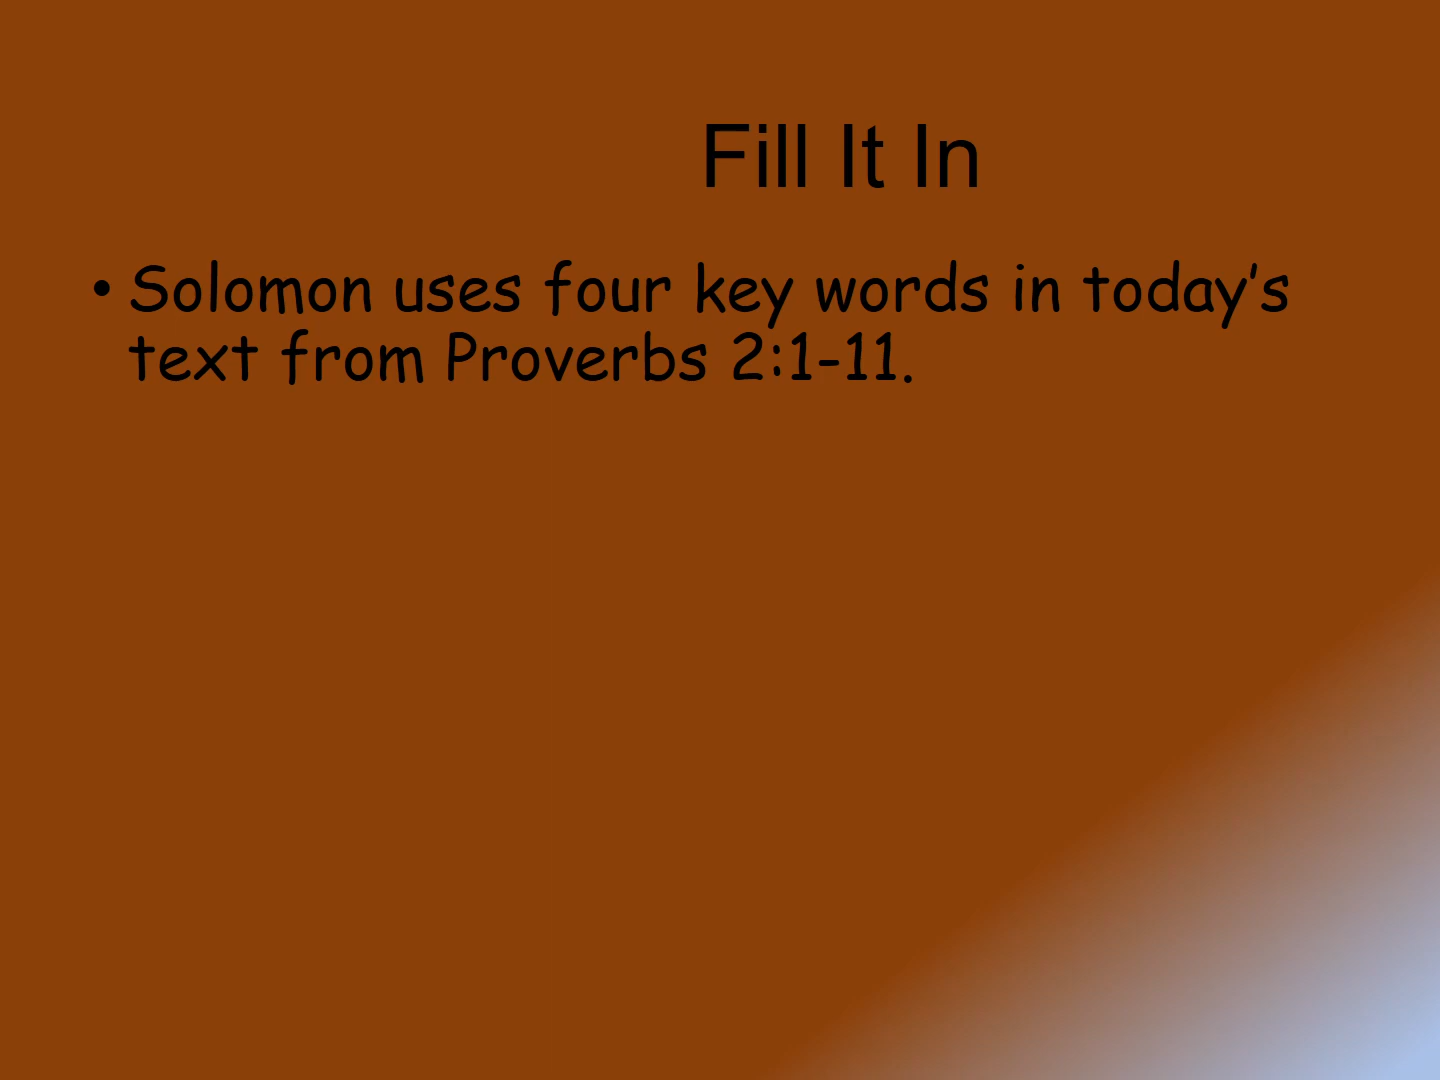 Fill It In
• Solomon uses four key words in today’s
text from Proverbs 2:1-11.